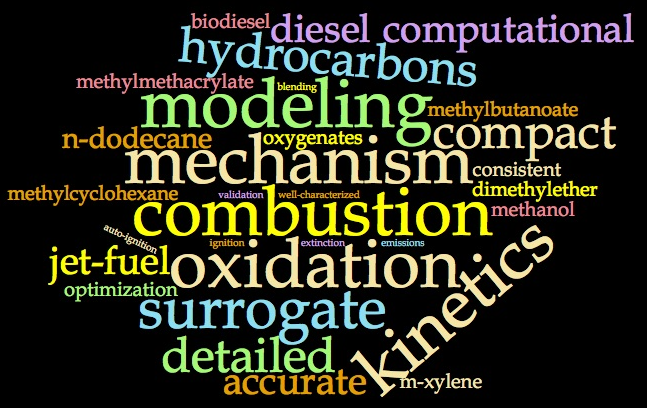 biodiesel
diesel computational
hydrocarbons
methylmethacrylate
blending
modeling
methylbutanoate
n-dodecane
oxygenates
compact
mechanism
consistent
methylcyclohexane
validation
well-characterized
dimethylether
combustion
methanol
auto-ignition
ignition
extinction
emissions
jet-fuel
oxidation
kinetics
optimization
surrogate
detailed
accurate
m-xylene